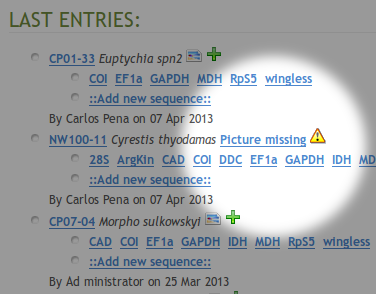 LAST ENTRIES:
CP01-33 Euptychia spn2
COI EF1a GAPDH MDH RpS5 wingless
::Add new sequence::
By Carlos Pena on 07 Apr 2013
NW100-11 Cyrestis thyodamas Picture missing
28S ArgKin CAD COI DDC EF1a GAPDH IDH
::Add new sequence::
By Carlos Pena on 07 Apr 2013
CP07-04 Morpho sulkowskyi
CAD COI EF1a GAPDH IDH MDH RpS5 wingless
::Add new sequence::
By Ad ministrator on 25 Mar 2013